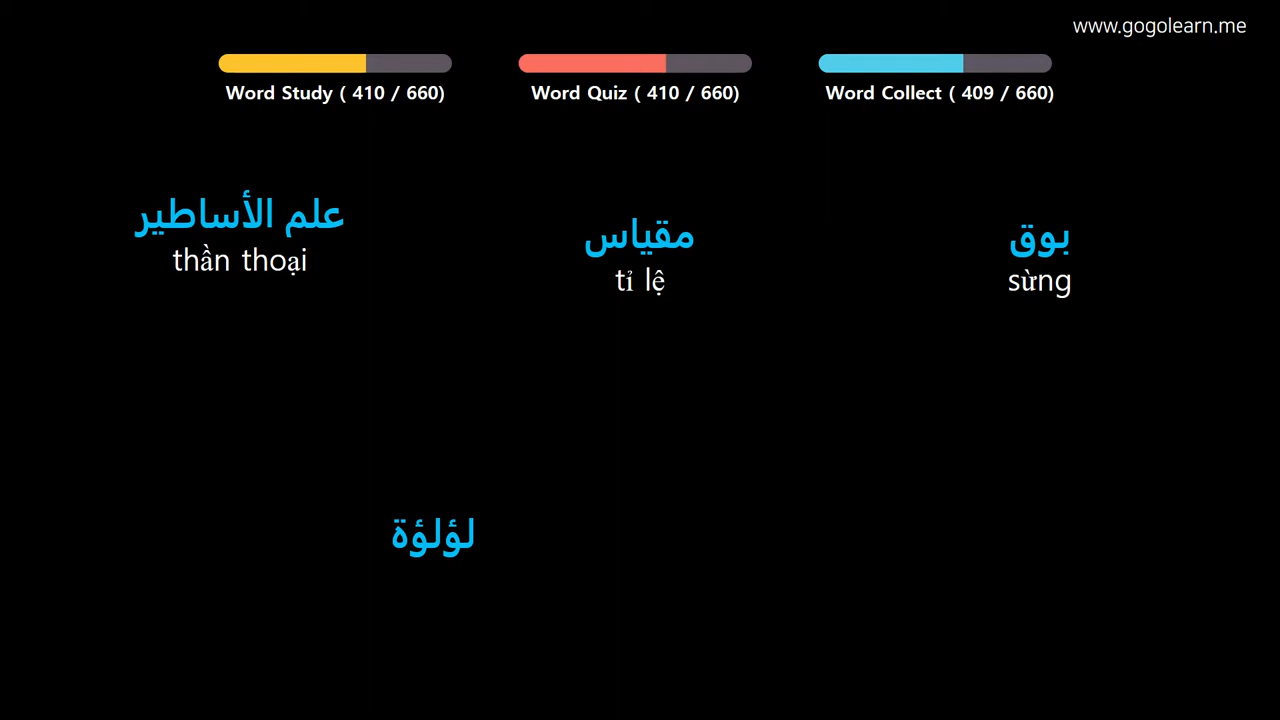 www.gogolearn.me
Word Study ( 410 / 660)
Word Quiz ( 410 / 660)
Word Collect ( 409 / 660)
علم الأساطير
thần thoại
مقياس
tỉ lệ
بوق
sừng
لؤلؤة